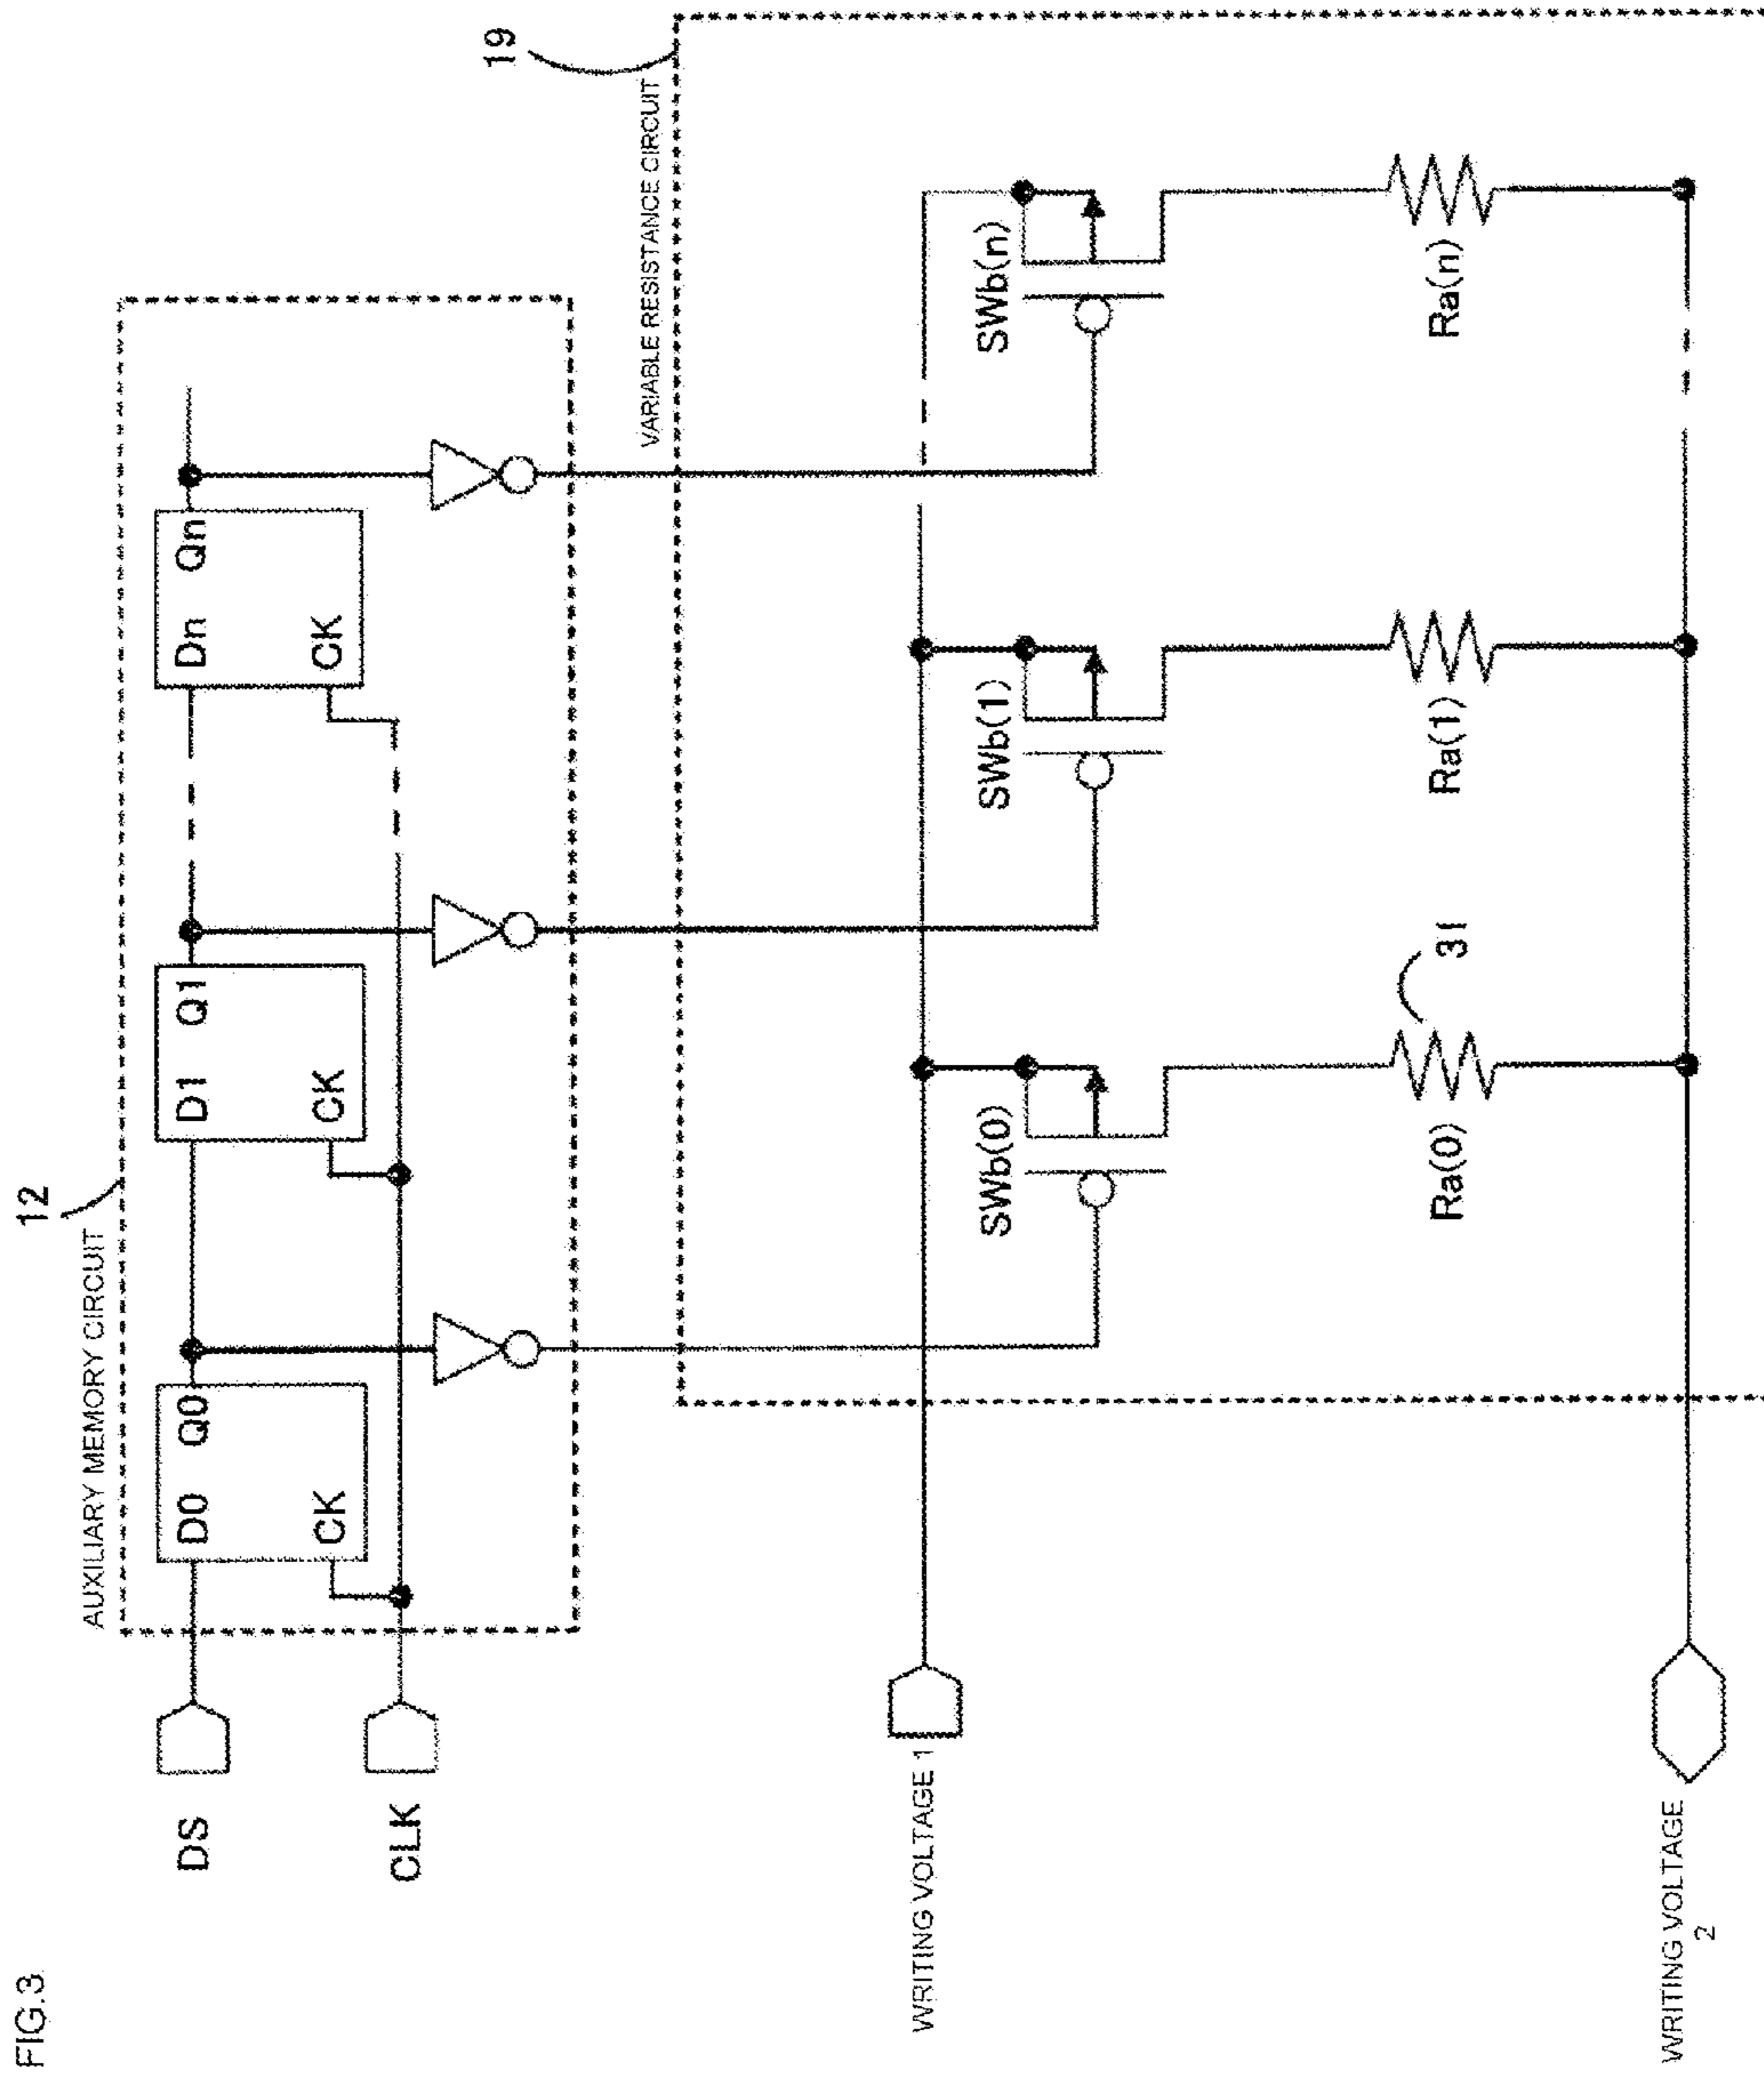 FIG.3
12
AUXILIARY MEMORY CIRCUIT
DS
D0 Q0
CK
D1 Q1
CK
Dn Qn
CK
CLK
19
VARIABLE RESISTANCE CIRCUIT
WRITING VOLTAGE 1
SWb(0)
SWb(1)
SWb(n)
31
Ra(0)
Ra(1)
Ra(n)
WRITING VOLTAGE
2